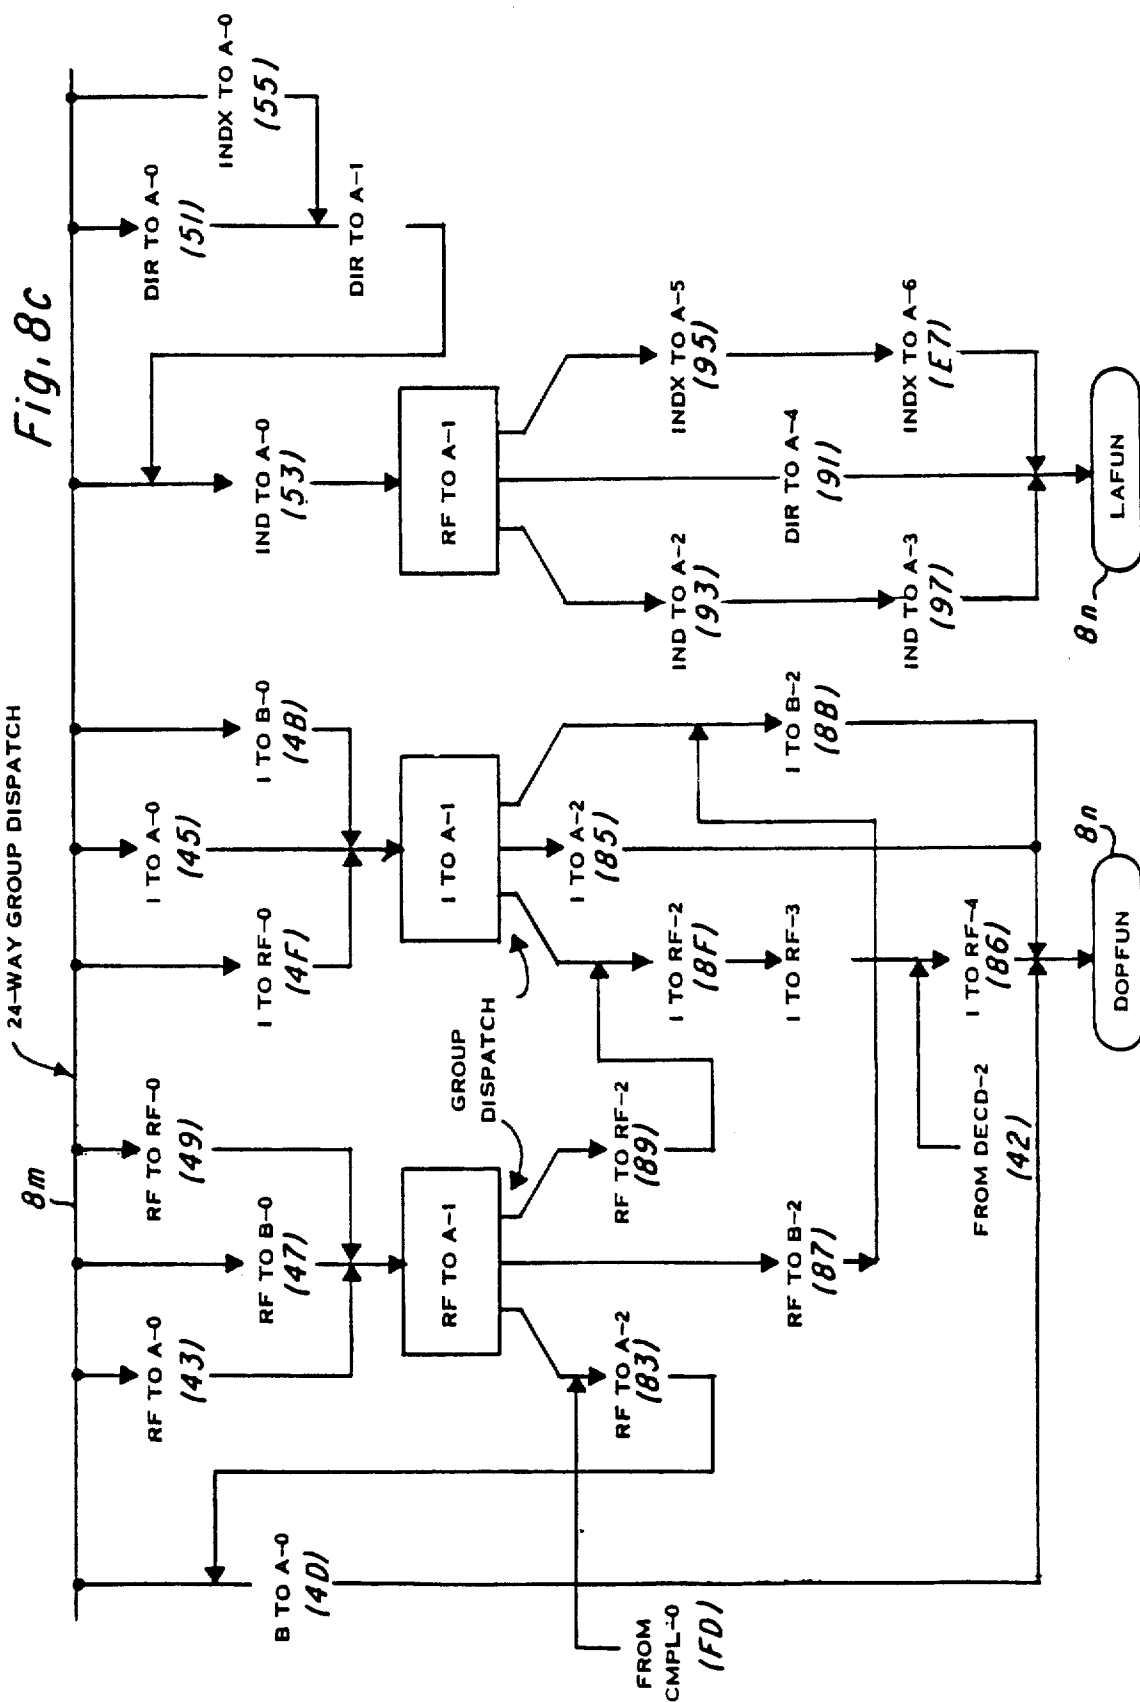 Fig. 8c
24-WAY GROUP DISPATCH
8m
B TO A-0
(4D)
RF TO A-0
(43)
RF TO B-0
(47)
RF TO RF-0
(49)
I TO RF-0
(4F)
I TO A-0
(45)
I TO B-0
(4B)
IND TO A-0
(53)
DIR TO A-0
(51)
INDX TO A-0
(55)
DIR TO A-1
RF TO A-1
GROUP
DISPATCH
I TO A-1
RF TO A-1
FROM
CMPL-0
(FD)
RF TO A-2
(83)
RF TO B-2
(87)
RF TO RF-2
(89)
I TO RF-2
(8F)
I TO RF-3
I TO A-2
(85)
I TO B-2
(8B)
IND TO A-2
(93)
IND TO A-3
(97)
DIR TO A-4
(91)
INDX TO A-5
(95)
INDX TO A-6
(E7)
FROM DECD-2
(42)
I TO RF-4
(86)
DOPFUN
8n
LAFUN
8n